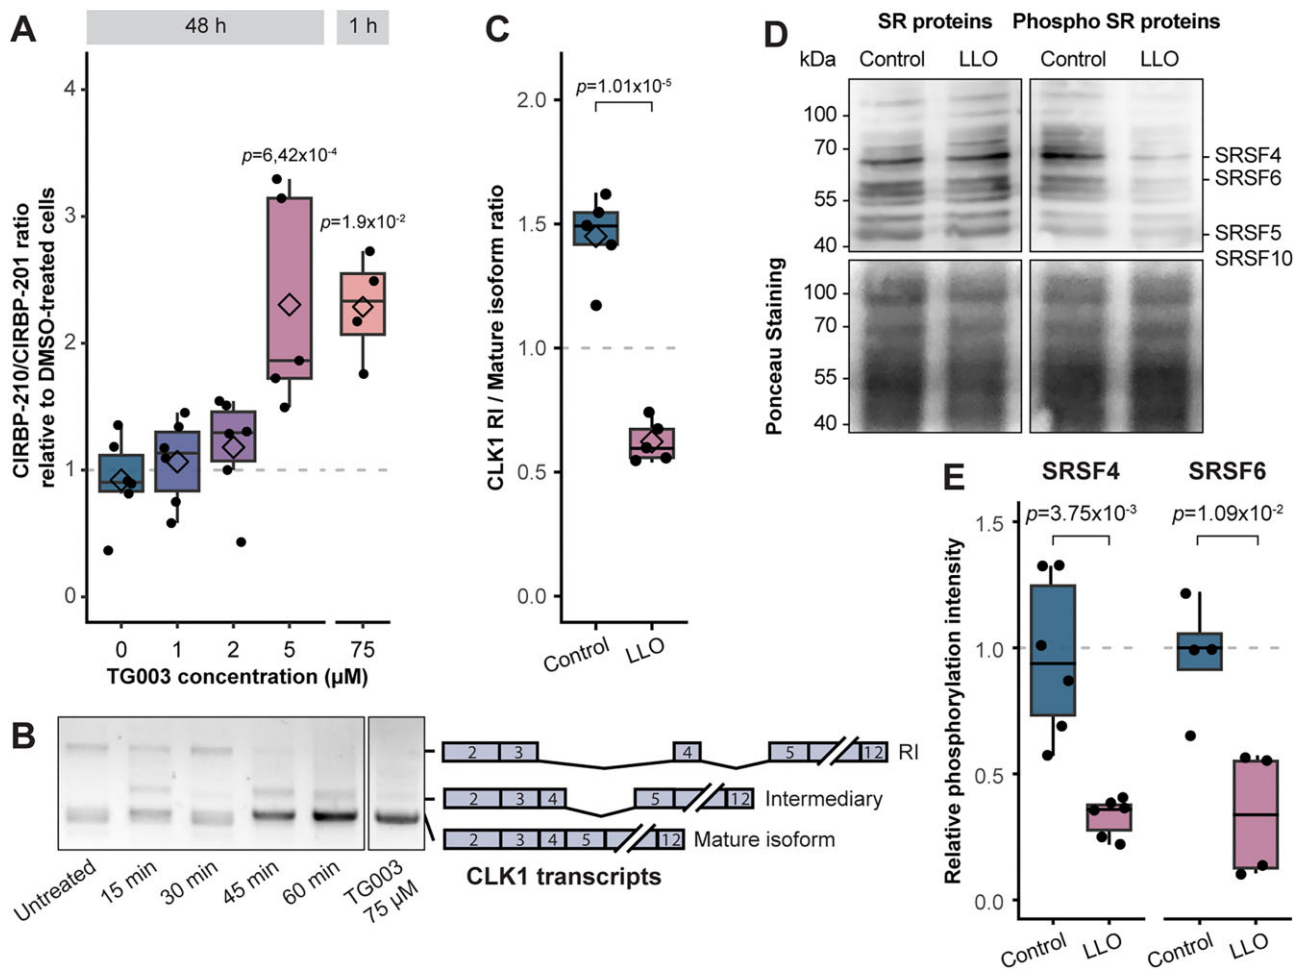 A
48 h
1 h
CIRBP-210/CIRBP-201 ratio
relative to DMSO-treated cells
4
3
2
1
0
p=6,42x10-4
p=1.9x10-2
0 1 2 5 75
TG003 concentration (µM)
B
Untreated
15 min
30 min
45 min
60 min
TG003
75 µM
2 3 4 5 12 RI
2 3 4 5 12 Intermediary
2 3 4 5 12 Mature isoform
CLK1 transcripts
C
CLK1 RI / Mature isoform ratio
2.0
1.5
1.0
0.5
0.0
p=1.01x10-5
Control
LLO
D
SR proteins Phospho SR proteins
kDa Control LLO Control LLO
100
70
55
40
SRSF4
SRSF6
SRSF5
SRSF10
Ponceau Staining
100
70
55
40
E
SRSF4 SRSF6
Relative phosphorylation intensity
1.5
1.0
0.5
0.0
p=3.75x10-3
p=1.09x10-2
Control
LLO
Control
LLO